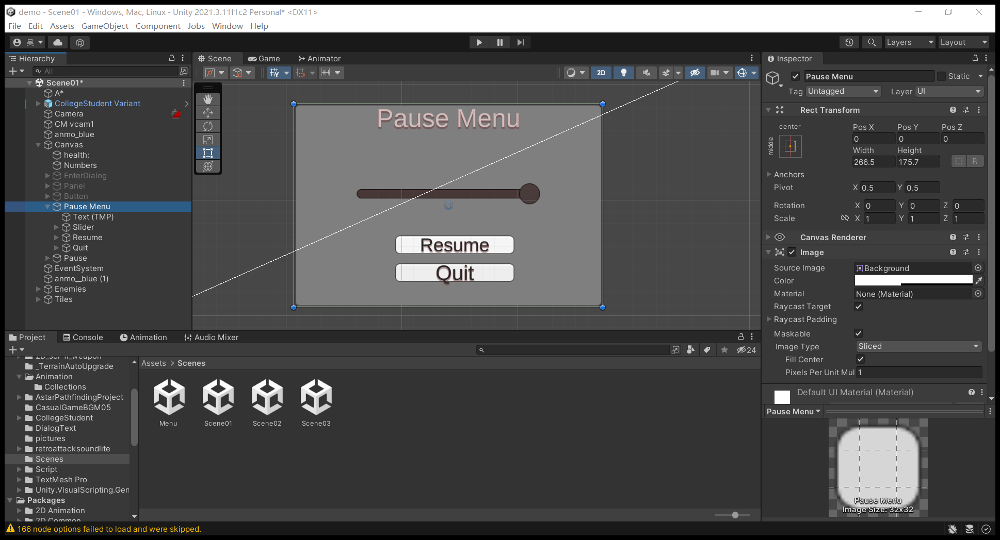 demo - Scene01 - Windows, Mac, Linux - Unity 2021.3.11f1c2 Personal* <DX11>
File Edit Assets GameObject Component Jobs Window Help
吴
Layers Layout
Hierarchy
All
Scene01*
A*
CollegeStudent Variant
Camera
CM vcam1
anmo_blue
Canvas
health:
Numbers
EnterDialog
Panel
Button
Pause Menu
Text (TMP)
Slider
Resume
Quit
Pause
EventSystem
anmo__blue (1)
Enemies
Tiles
Scene Game Animator
2D
Pause Menu
Resume
Quit
Inspector
Pause Menu Static
Tag Untagged Layer UI
Rect Transform
center
middle
Pos X Pos Y Pos Z
0 0 0
Width Height
266.5 175.7 R
Anchors
Pivot X 0.5 Y 0.5
Rotation X 0 Y 0 Z 0
Scale X 1 Y 1 Z 1
Canvas Renderer
Image
Source Image Background
Color
Material None (Material)
Raycast Target
Raycast Padding
Maskable
Image Type Sliced
Fill Center
Pixels Per Unit Mul 1
Default UI Material (Material)
Pause Menu
Pause Menu
Image Size: 32x32
Project Console Animation Audio Mixer
24
_TerrainAutoUpgrade
Animation
Collections
AstarPathfindingProject
CasualGameBGM05
CollegeStudent
DialogText
pictures
retroattacksoundlite
Scenes
Script
TextMesh Pro
Unity.VisualScripting.Gen
Packages
2D Animation
2D Common
Assets > Scenes
Menu Scene01 Scene02 Scene03
166 node options failed to load and were skipped.